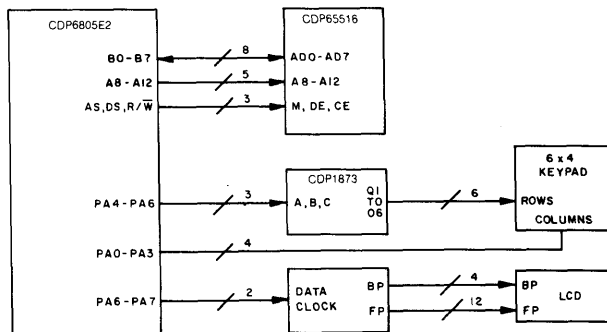 CDP6805E2
CDP65516
B0-B7
8
AD0-AD7
A8-A12
5
A8-A12
AS, DS, R/W̅
3
M, DE, CE
CDP1873
6 x 4
KEYPAD
PA4-PA6
3
A, B, C
Q1
TO
O6
6
ROWS
COLUMNS
PA0-PA3
4
PA6-PA7
2
DATA
CLOCK
BP
4
BP
LCD
FP
12
FP